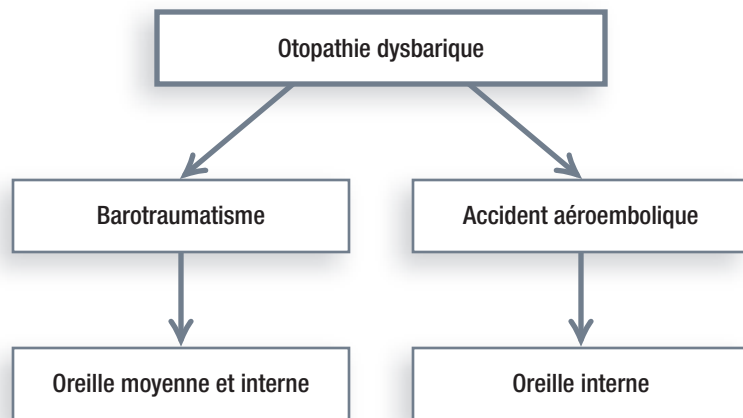 Otopathie dysbarique
Barotraumatisme
Accident aéroembolique
Oreille moyenne et interne
Oreille interne